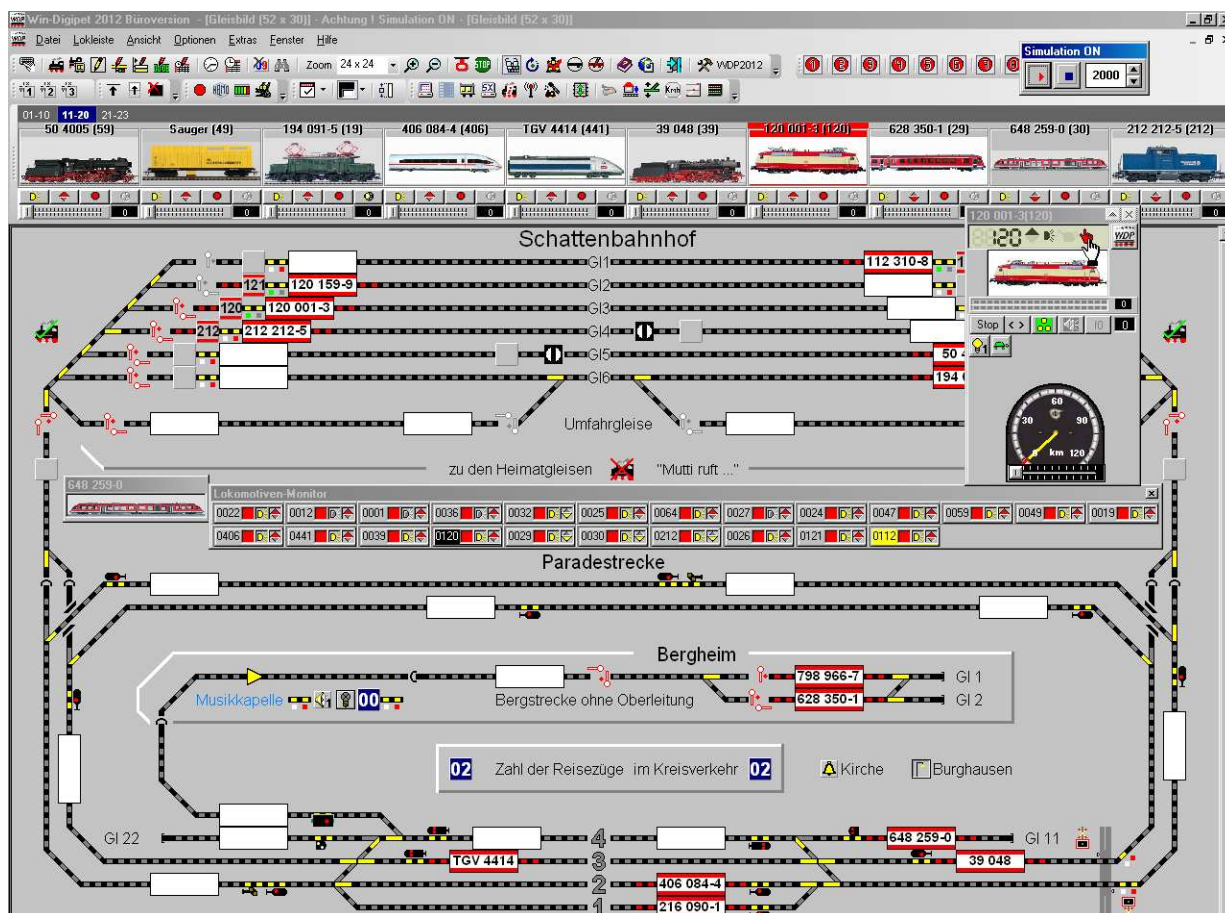 Win-Digipet 2012 Büroversion - [Gleisbild [52 x 30)] - Achtung ! Simulation ON - [Gleisbild [52 x 30)]
Datei Lokleiste Ansicht Optionen Extras Fenster Hilfe
Simulation ON
Zoom 24 x 24
STOP
WDP2012
2000
01-10 11-20 21-23
50 4005 (59) Sauger (49) 194 091-5 (19) 406 084-4 (406) TGV 4414 (441) 39 048 (39) 120 001-3 (120) 628 350-1 (29) 648 259-0 (30) 212 212-5 (212)
120 001-3(120)
120
WDP
Stop < >
0
30 60 90 120
km
Schattenbahnhof
Gl1 112 310-8
121 120 159-9 Gl2
120 120 001-3 Gl3
212 212 212-5 Gl4
Gl5 50 4
Gl6 194
Umfahrgleise
zu den Heimatgleisen "Mutti ruft ..."
648 259-0
Lokomotiven-Monitor
0022 0012 0001 0036 0032 0025 0064 0027 0024 0047 0059 0049 0019
0406 0441 0039 0120 0029 0030 0212 0026 0121 0112
Paradestrecke
Bergheim
798 966-7 Gl 1
Musikkapelle 1 00 Bergstrecke ohne Oberleitung 628 350-1 Gl 2
02 Zahl der Reisezüge im Kreisverkehr 02 Kirche Burghausen
Gl 22 4 648 259-0 Gl 11
TGV 4414 3 39 048
2 406 084-4
1 216 090-1